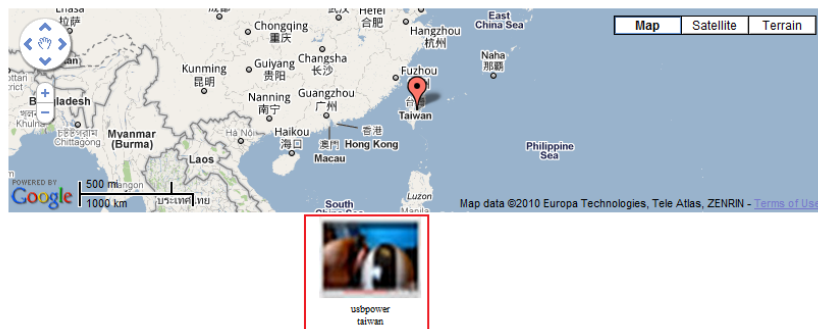 Lhasa
拉萨
Chongqing
重庆
Hefei
合肥
East
China Sea
Hangzhou
杭州
Map
Satellite
Terrain
Kunming
昆明
Guiyang
贵阳
Changsha
长沙
Fuzhou
Naha
那覇
Nanning
南宁
Guangzhou
广州
Taiwan
Chittagong
Myanmar
(Burma)
Haikou
海口
香港
Hong Kong
澳門
Macau
Laos
Philippine
Sea
POWERED BY
Google
500 mi
1000 km
ประเทศไทย
South
Luzon
Manila
Map data ©2010 Europa Technologies, Tele Atlas, ZENRIN - Terms of Use
usbpower
taiwan